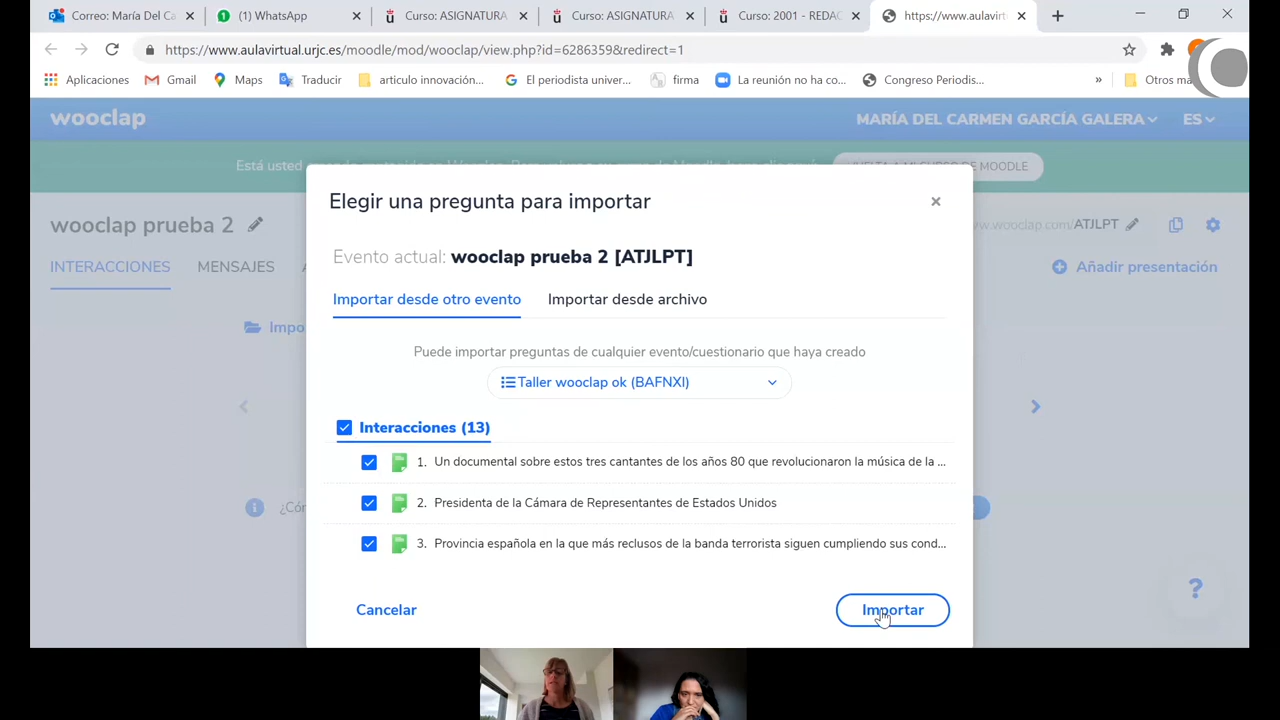 Correo: María Del Ca
(1) WhatsApp
Curso: ASIGNATURA
Curso: ASIGNATURA
Curso: 2001 - REDAC
https://www.aulavirtu
https://www.aulavirtual.urjc.es/moodle/mod/wooclap/view.php?id=6286359&redirect=1
Aplicaciones
Gmail
Maps
Traducir
articulo innovación...
El periodista univer...
firma
La reunión no ha co...
Congreso Periodis...
»
Otros ma
wooclap
MARÍA DEL CARMEN GARCÍA GALERA
ES
Está usted
MOODLE
wooclap prueba 2
www.wooclap.com/ATJLPT
INTERACCIONES
MENSAJES
Añadir presentación
Impo
¿Cór
Elegir una pregunta para importar
×
Evento actual: wooclap prueba 2 [ATJLPT]
Importar desde otro evento
Importar desde archivo
Puede importar preguntas de cualquier evento/cuestionario que haya creado
Taller wooclap ok (BAFNXI)
Interacciones (13)
1. Un documental sobre estos tres cantantes de los años 80 que revolucionaron la música de la ...
2. Presidenta de la Cámara de Representantes de Estados Unidos
3. Provincia española en la que más reclusos de la banda terrorista siguen cumpliendo sus cond...
Cancelar
Importar
?